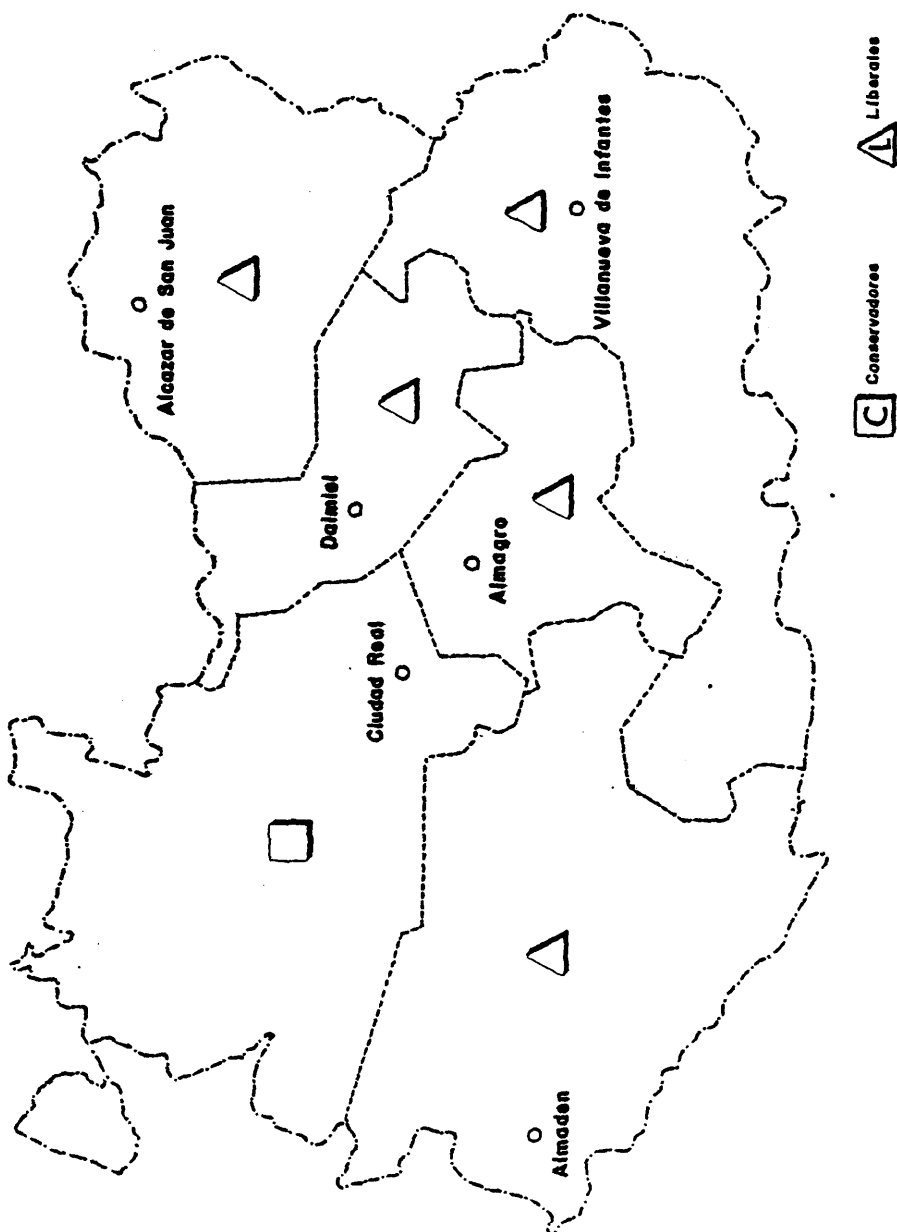 Alcazar de San Juan
Daimiel
Ciudad Real
Almagro
Villanueva de Infantes
Almaden
C Conservadores
L Liberales